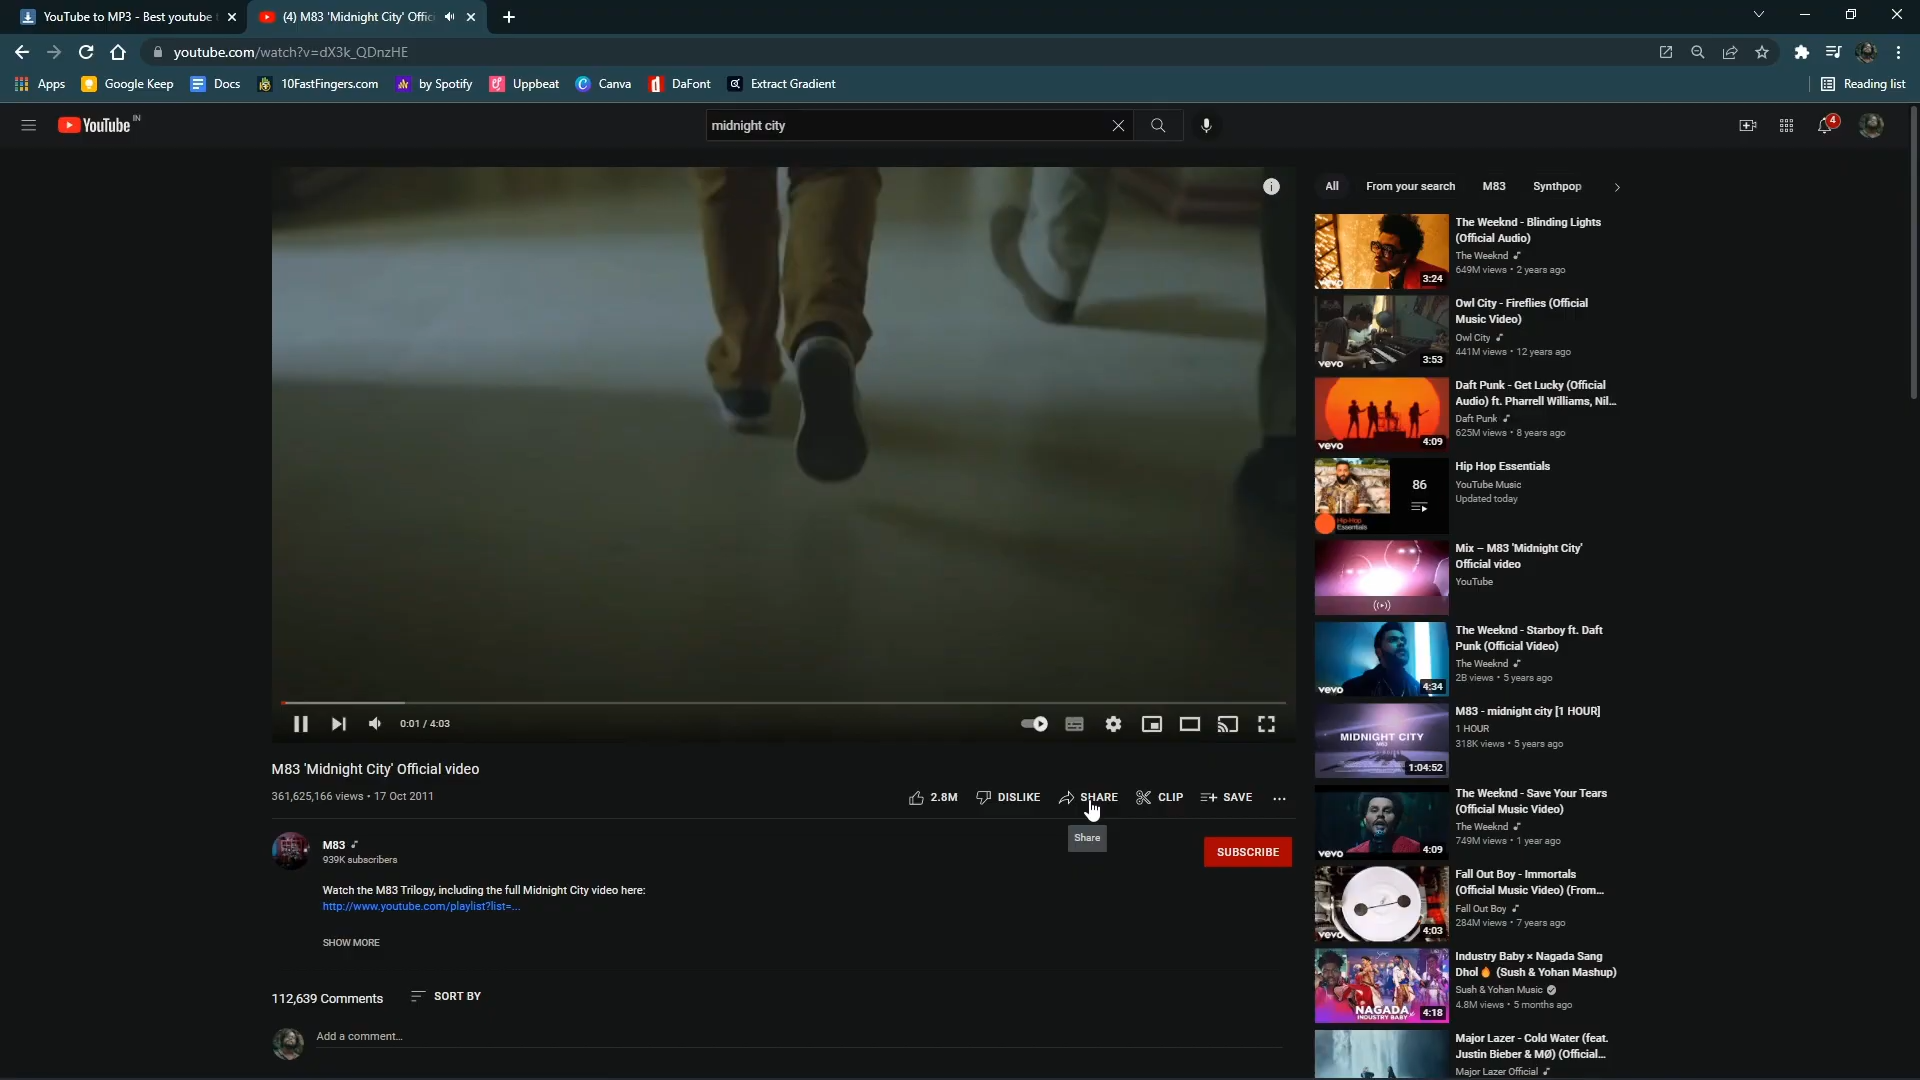 YouTube to MP3 - Best youtube t
(4) M83 'Midnight City' Offic
youtube.com/watch?v=dX3k_QDnzHE
Apps Google Keep Docs 10FastFingers.com by Spotify Uppbeat Canva DaFont Extract Gradient Reading list
YouTube IN
midnight city
4
0:01 / 4:03
M83 'Midnight City' Official video
361,625,166 views • 17 Oct 2011
2.8M DISLIKE SHARE CLIP SAVE
Share
M83
939K subscribers
SUBSCRIBE
Watch the M83 Trilogy, including the full Midnight City video here:
http://www.youtube.com/playlist?list=...
SHOW MORE
112,639 Comments SORT BY
Add a comment...
All From your search M83 Synthpop
The Weeknd - Blinding Lights
(Official Audio)
The Weeknd
649M views • 2 years ago
vevo 3:24
Owl City - Fireflies (Official
Music Video)
Owl City
441M views • 12 years ago
vevo 3:53
Daft Punk - Get Lucky (Official
Audio) ft. Pharrell Williams, Nil...
Daft Punk
625M views • 8 years ago
vevo 4:09
Hip Hop Essentials
YouTube Music
Updated today
86
Hip-Hop
Essentials
Mix – M83 'Midnight City'
Official video
YouTube
The Weeknd - Starboy ft. Daft
Punk (Official Video)
The Weeknd
2B views • 5 years ago
vevo 4:34
M83 - midnight city [1 HOUR]
1 HOUR
318K views • 5 years ago
MIDNIGHT CITY
M83
1:04:52
The Weeknd - Save Your Tears
(Official Music Video)
The Weeknd
749M views • 1 year ago
vevo 4:09
Fall Out Boy - Immortals
(Official Music Video) (From...
Fall Out Boy
284M views • 7 years ago
vevo 4:03
Industry Baby × Nagada Sang
Dhol🔥 (Sush & Yohan Mashup)
Sush & Yohan Music
4.8M views • 5 months ago
NAGADA
INDUSTRY BABY
4:18
Major Lazer - Cold Water (feat.
Justin Bieber & MØ) (Official...
Major Lazer Official